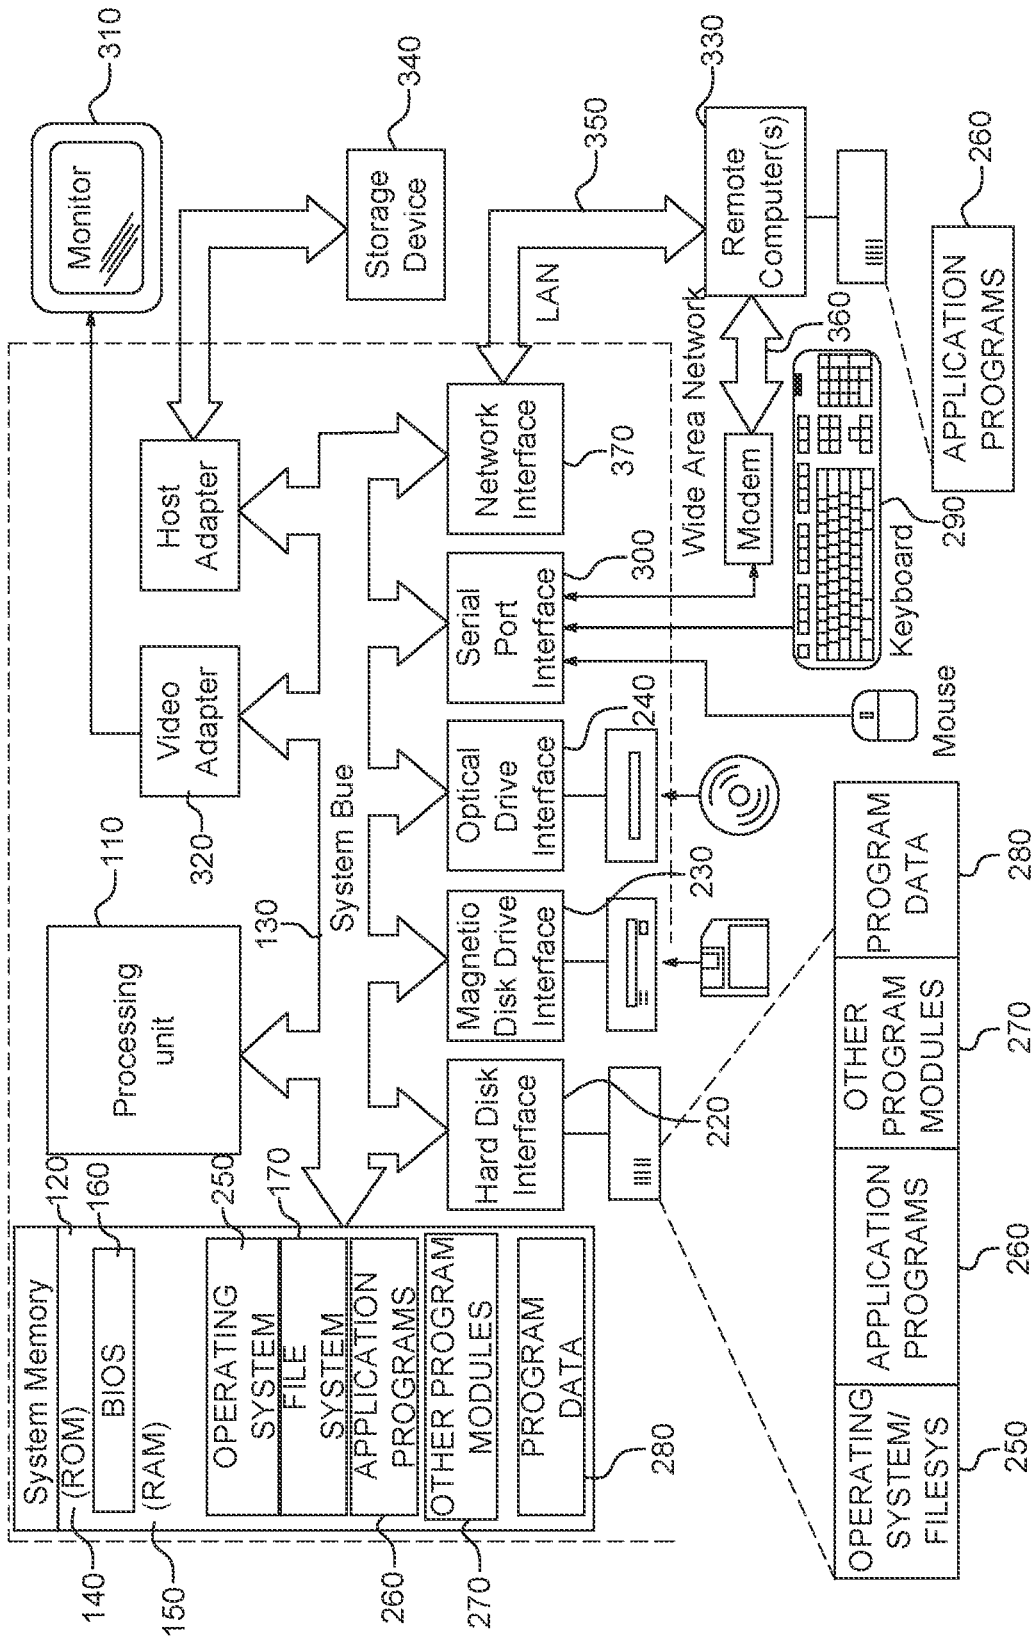 System Memory
120
140
(ROM)
160
BIOS
150
(RAM)
250
OPERATING
SYSTEM
170
FILE
SYSTEM
260
APPLICATION
PROGRAMS
270
OTHER PROGRAM
MODULES
280
PROGRAM
DATA
110
Processing
unit
130
System Bue
320
Video
Adapter
Host
Adapter
310
Monitor
340
Storage
Device
Hard Disk
Interface
220
Magnetio
Disk Drive
Interface
230
Optical
Drive
Interface
240
Serial
Port
Interface
300
Network
Interface
370
LAN
350
Wide Area Network
Modem
360
330
Remote
Computer(s)
Mouse
Keyboard
290
260
APPLICATION
PROGRAMS
OPERATING
SYSTEM/
FILESYS
250
APPLICATION
PROGRAMS
260
OTHER
PROGRAM
MODULES
270
PROGRAM
DATA
280